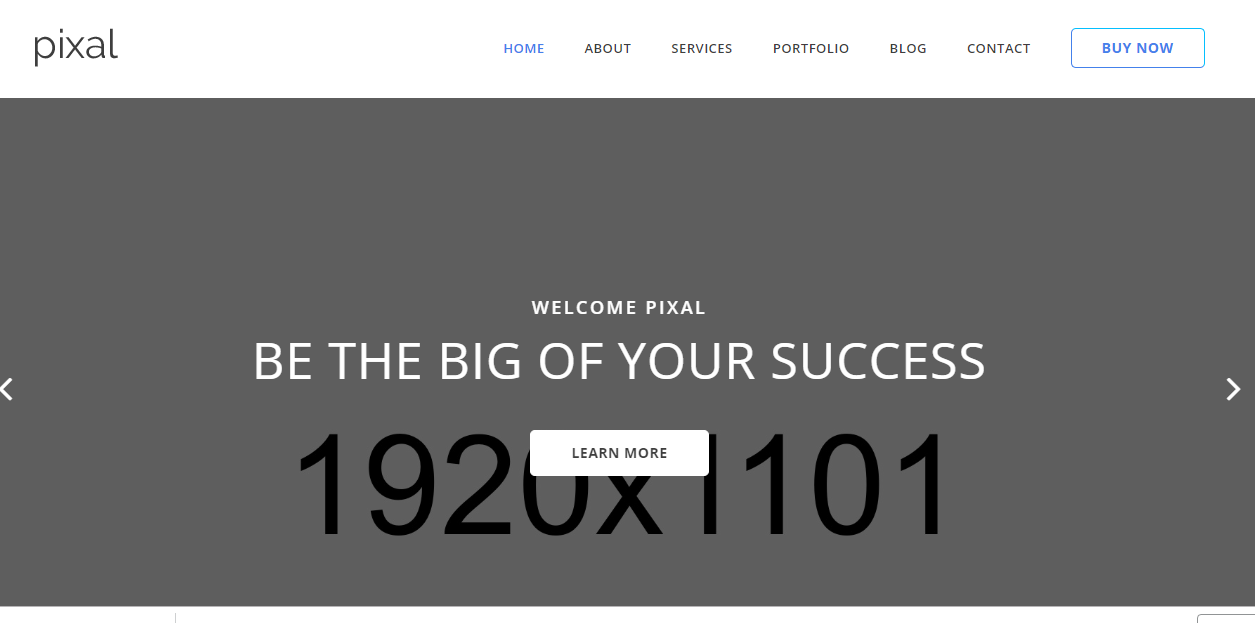 pixal
HOME ABOUT SERVICES PORTFOLIO BLOG CONTACT BUY NOW
WELCOME PIXAL
BE THE BIG OF YOUR SUCCESS
LEARN MORE
1920x1101